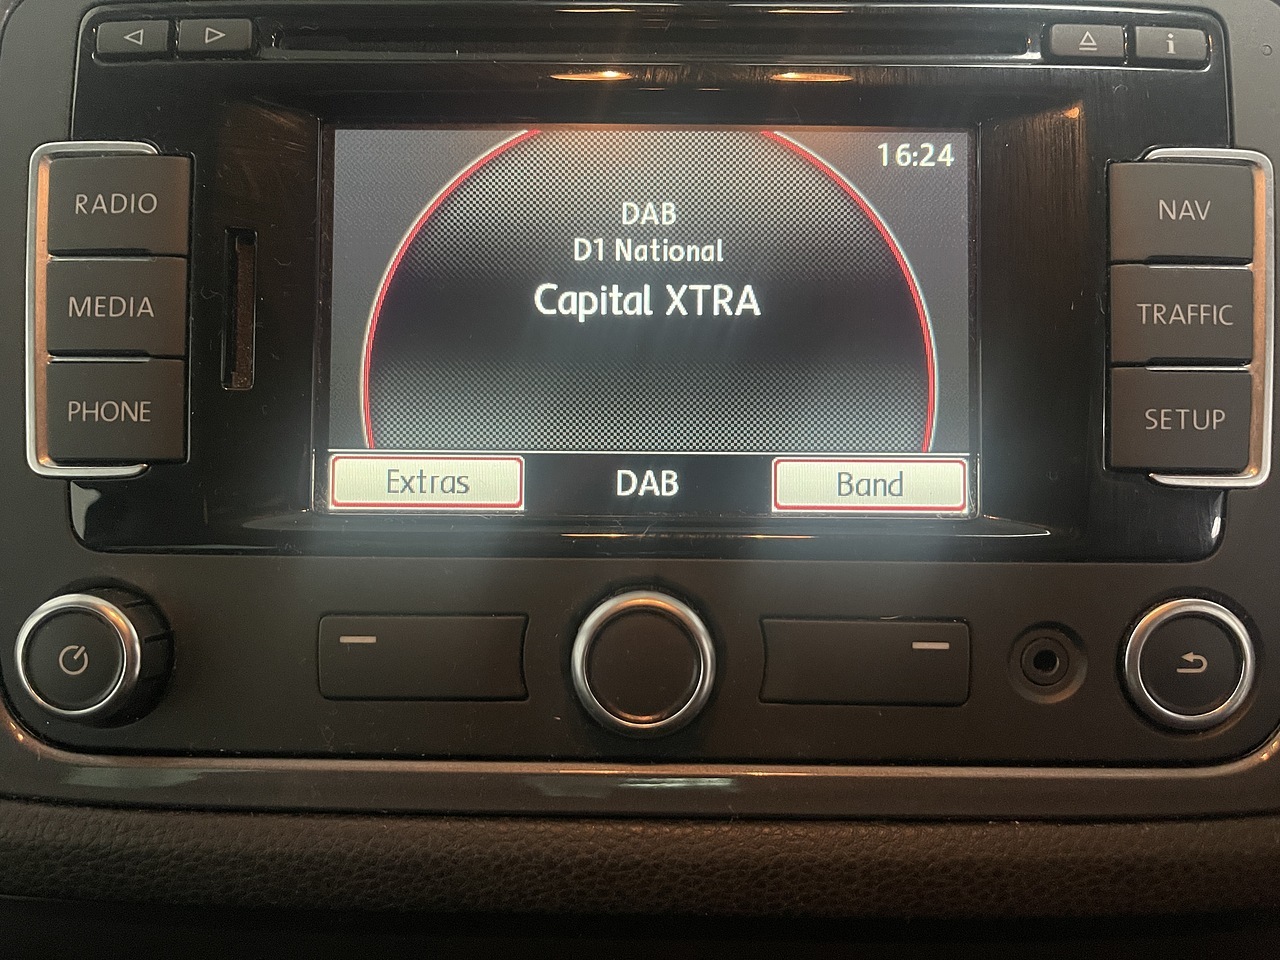 i
16:24
RADIO
MEDIA
PHONE
DAB
D1 National
Capital XTRA
NAV
TRAFFIC
SETUP
Extras
DAB
Band